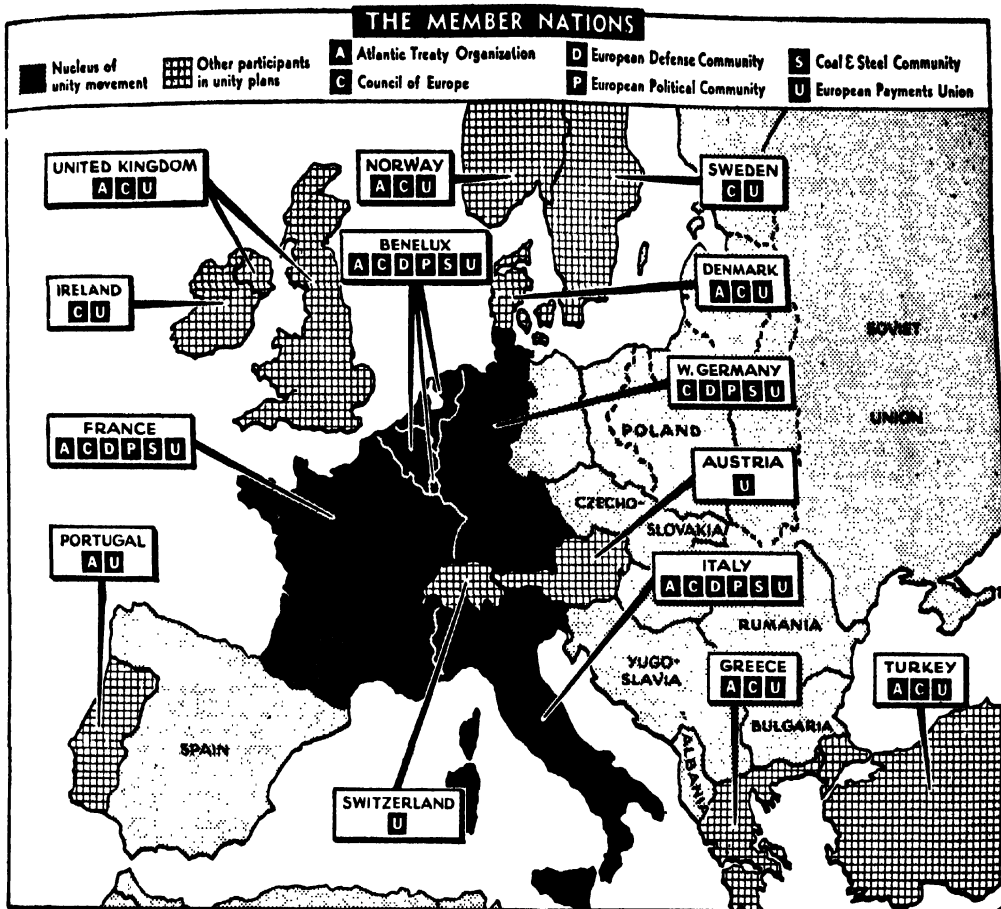 THE MEMBER NATIONS
Nucleus of
unity movement
Other participants
in unity plans
A Atlantic Treaty Organization
C Council of Europe
D European Defense Community
P European Political Community
S Coal & Steel Community
U European Payments Union
UNITED KINGDOM
A C U
NORWAY
A C U
SWEDEN
C U
BENELUX
A C D P S U
IRELAND
C U
DENMARK
A C U
SOVIET
UNION
W. GERMANY
C D P S U
FRANCE
A C D P S U
POLAND
AUSTRIA
U
CZECHO-
SLOVAKIA
PORTUGAL
A U
ITALY
A C D P S U
RUMANIA
YUGO-
SLAVIA
GREECE
A C U
TURKEY
A C U
BULGARIA
SPAIN
ALBANIA
SWITZERLAND
U